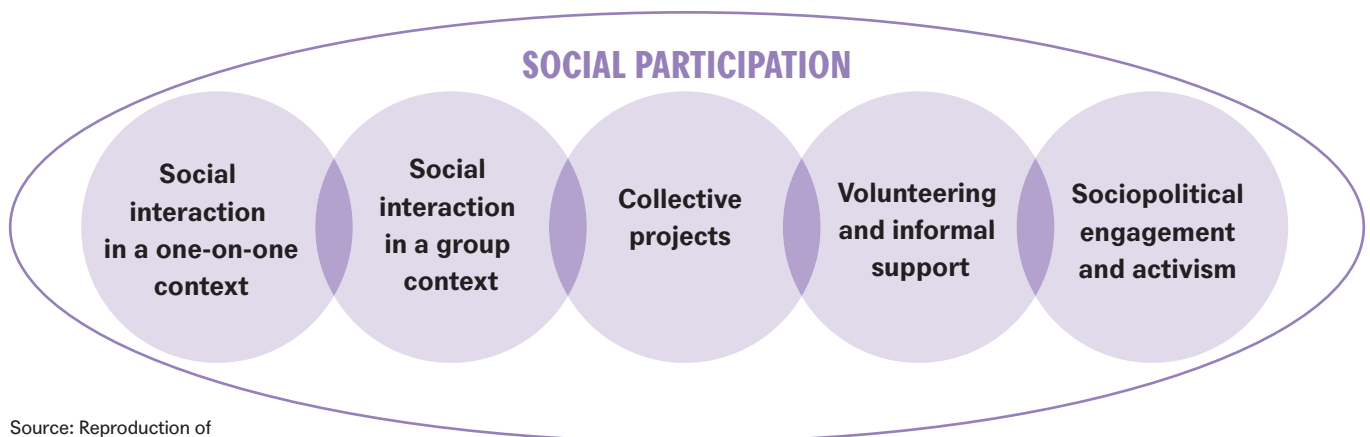 SOCIAL PARTICIPATION
Social
interaction
in a one-on-one
context
Social
interaction
in a group
context
Collective
projects
Volunteering
and informal
support
Sociopolitical
engagement
and activism
Source: Reproduction of